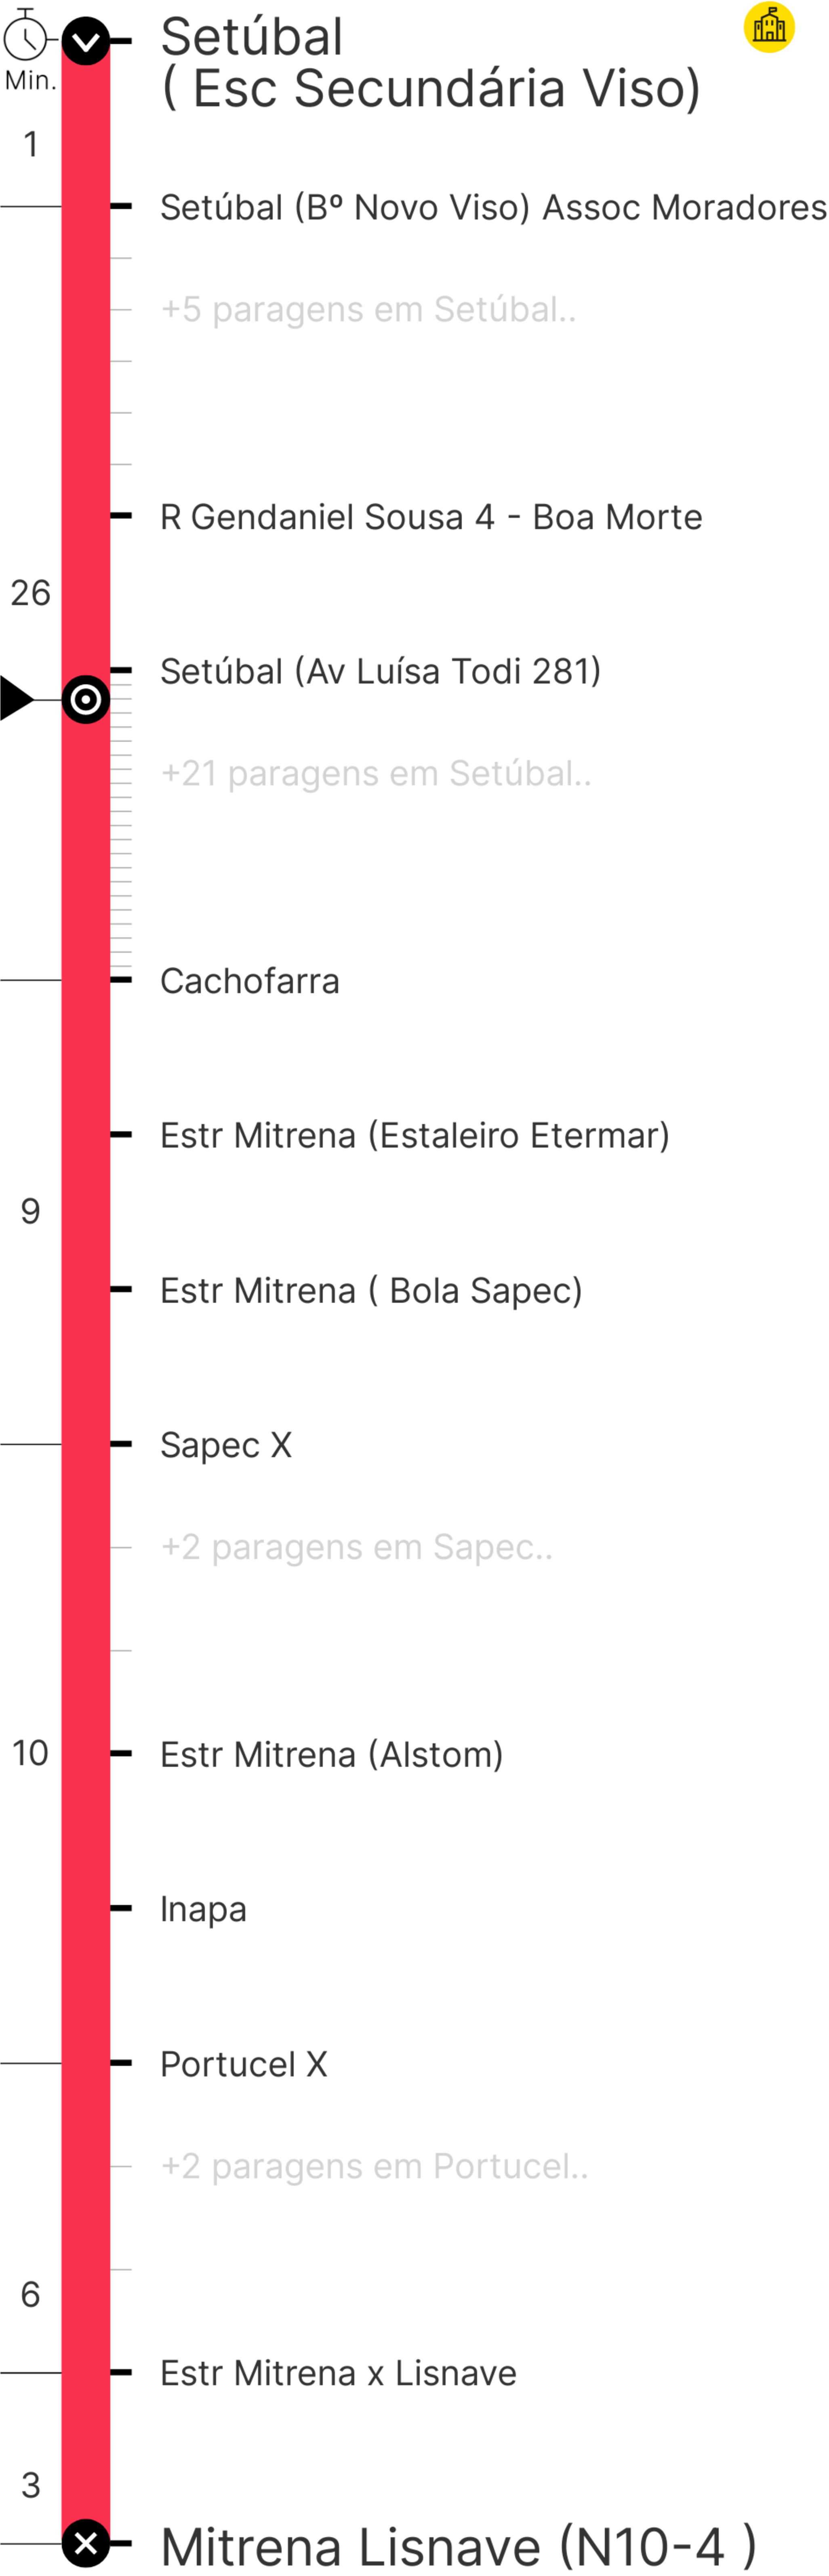 Setúbal
( Esc Secundária Viso)
Min.
1
Setúbal (Bº Novo Viso) Assoc Moradores
+5 paragens em Setúbal..
R Gendaniel Sousa 4 - Boa Morte
26
Setúbal (Av Luísa Todi 281)
+21 paragens em Setúbal..
Cachofarra
Estr Mitrena (Estaleiro Etermar)
9
Estr Mitrena ( Bola Sapec)
Sapec X
+2 paragens em Sapec..
10
Estr Mitrena (Alstom)
Inapa
Portucel X
+2 paragens em Portucel..
6
Estr Mitrena x Lisnave
3
Mitrena Lisnave (N10-4 )